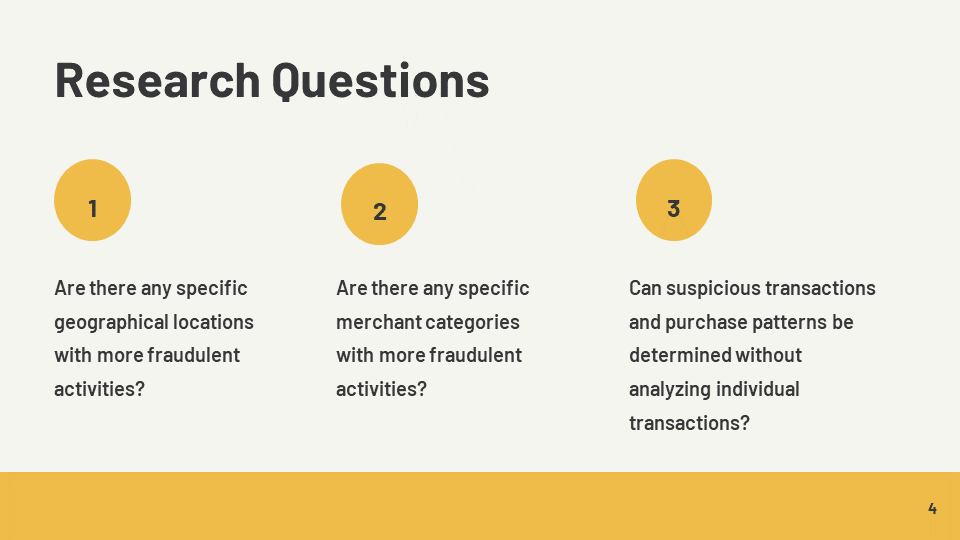 Research Questions
1
Are there any specific
geographical locations
with more fraudulent
activities?
2
Are there any specific
merchant categories
with more fraudulent
activities?
3
Can suspicious transactions
and purchase patterns be
determined without
analyzing individual
transactions?
4